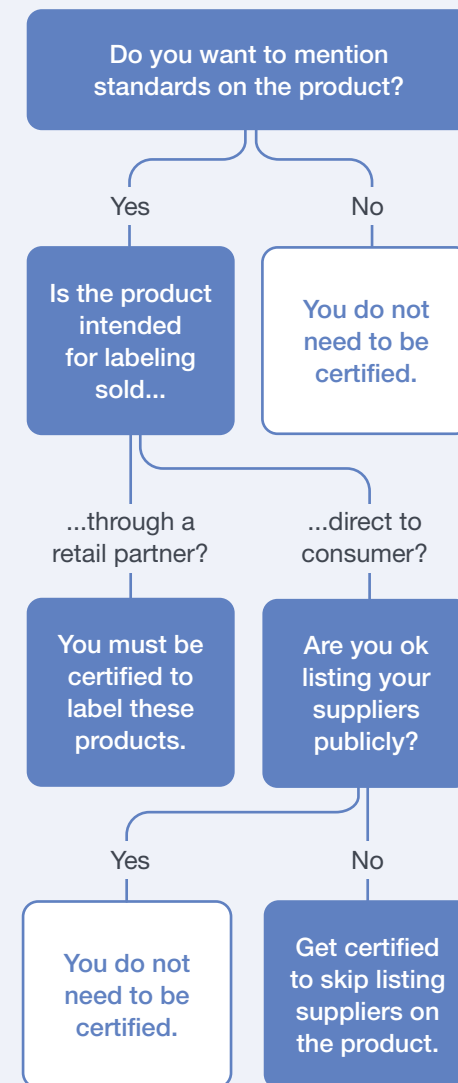 Do you want to mention
standards on the product?
Yes
No
Is the product
intended
for labeling
sold...
You do not
need to be
certified.
...through a
retail partner?
...direct to
consumer?
You must be
certified to
label these
products.
Are you ok
listing your
suppliers
publicly?
Yes
No
You do not
need to be
certified.
Get certified
to skip listing
suppliers on
the product.